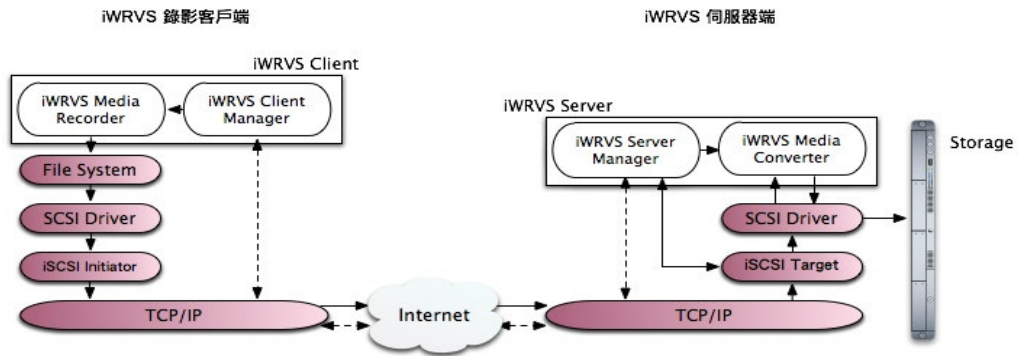 iWRVS 錄影客戶端
iWRVS 伺服器端
iWRVS Client
iWRVS Media
Recorder
iWRVS Client
Manager
File System
SCSI Driver
iSCSI Initiator
TCP/IP
Internet
iWRVS Server
iWRVS Server
Manager
iWRVS Media
Converter
SCSI Driver
iSCSI Target
TCP/IP
Storage